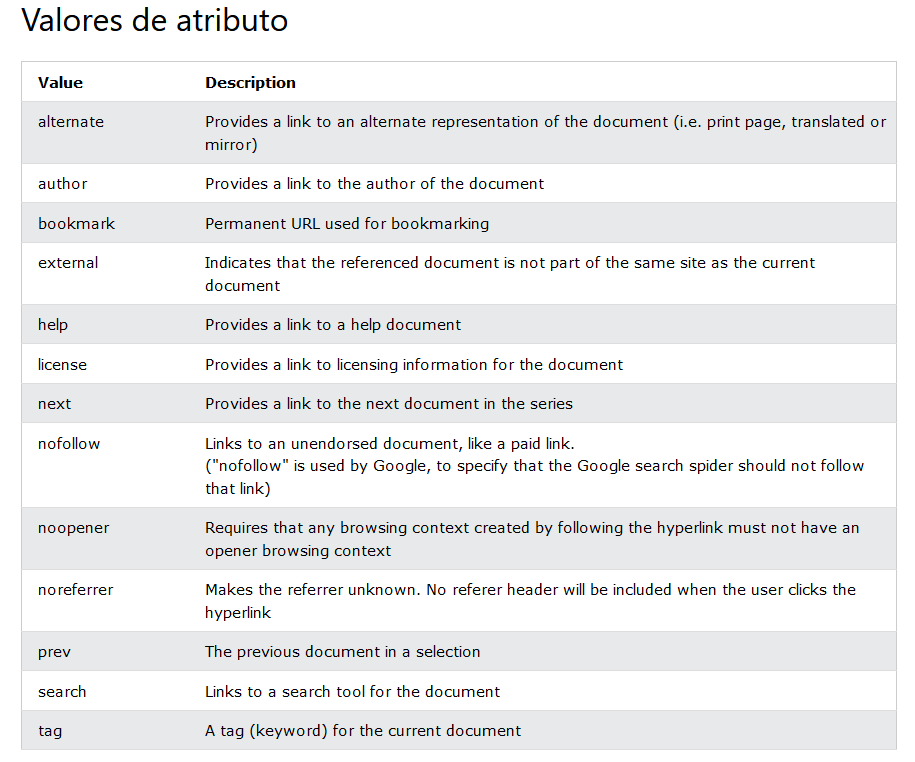 Valores de atributo
Value Description
alternate Provides a link to an alternate representation of the document (i.e. print page, translated or
mirror)
author Provides a link to the author of the document
bookmark Permanent URL used for bookmarking
external Indicates that the referenced document is not part of the same site as the current
document
help Provides a link to a help document
license Provides a link to licensing information for the document
next Provides a link to the next document in the series
nofollow Links to an unendorsed document, like a paid link.
("nofollow" is used by Google, to specify that the Google search spider should not follow
that link)
noopener Requires that any browsing context created by following the hyperlink must not have an
opener browsing context
noreferrer Makes the referrer unknown. No referer header will be included when the user clicks the
hyperlink
prev The previous document in a selection
search Links to a search tool for the document
tag A tag (keyword) for the current document